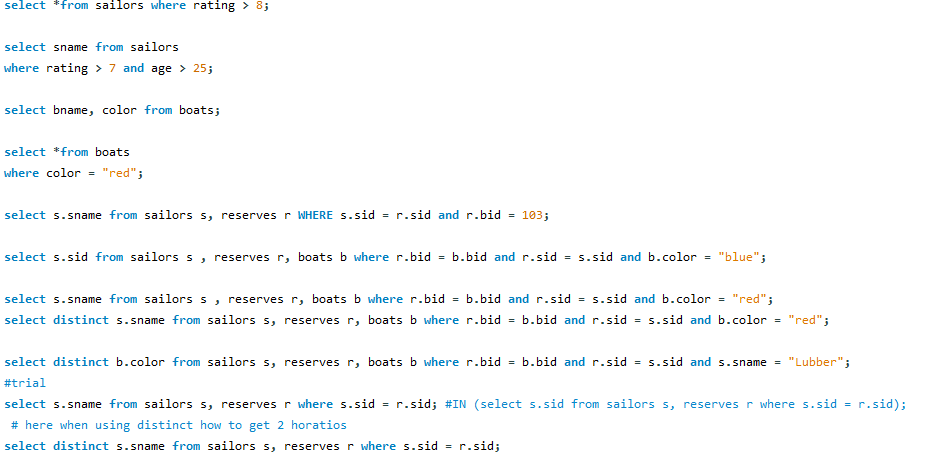 select *from sailors where rating > 8;
select sname from sailors
where rating > 7 and age > 25;
select bname, color from boats;
select *from boats
where color = "red";
select s.sname from sailors s, reserves r WHERE s.sid = r.sid and r.bid = 103;
select s.sid from sailors s , reserves r, boats b where r.bid = b.bid and r.sid = s.sid and b.color = "blue";
select s.sname from sailors s , reserves r, boats b where r.bid = b.bid and r.sid = s.sid and b.color = "red";
select distinct s.sname from sailors s, reserves r, boats b where r.bid = b.bid and r.sid = s.sid and b.color = "red";
select distinct b.color from sailors s, reserves r, boats b where r.bid = b.bid and r.sid = s.sid and s.sname = "Lubber";
#trial
select s.sname from sailors s, reserves r where s.sid = r.sid; #IN (select s.sid from sailors s, reserves r where s.sid = r.sid);
# here when using distinct how to get 2 horatios
select distinct s.sname from sailors s, reserves r where s.sid = r.sid;